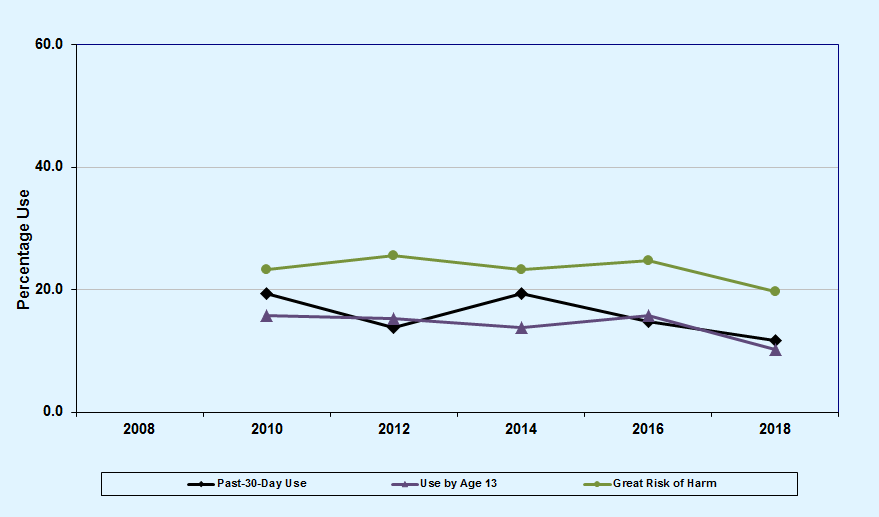 60.0
40.0
20.0
0.0
Percentage Use
2008 2010 2012 2014 2016 2018
Past-30-Day Use Use by Age 13 Great Risk of Harm